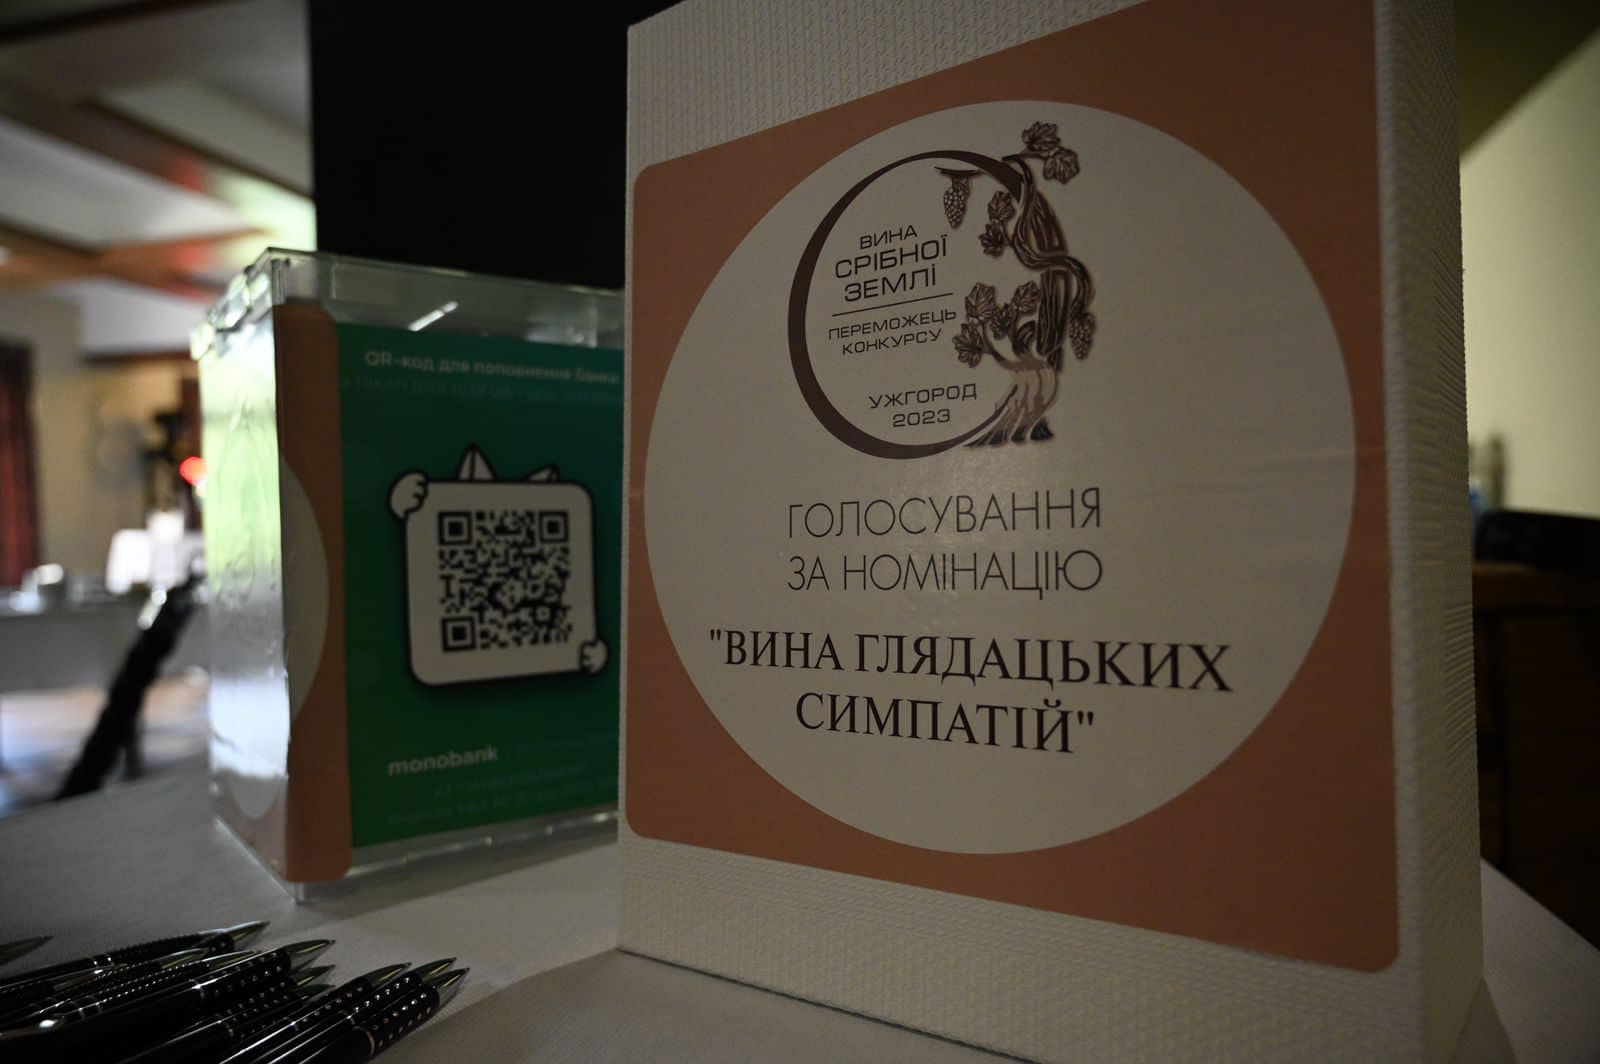 QR-код для поповнення банки
monobank
ВИНА
СРІБНОЇ
ЗЕМЛІ
ПЕРЕМОЖЕЦЬ
КОНКУРСУ
УЖГОРОД
2023
ГОЛОСУВАННЯ
ЗА НОМІНАЦІЮ
"ВИНА ГЛЯДАЦЬКИХ
СИМПАТІЙ"